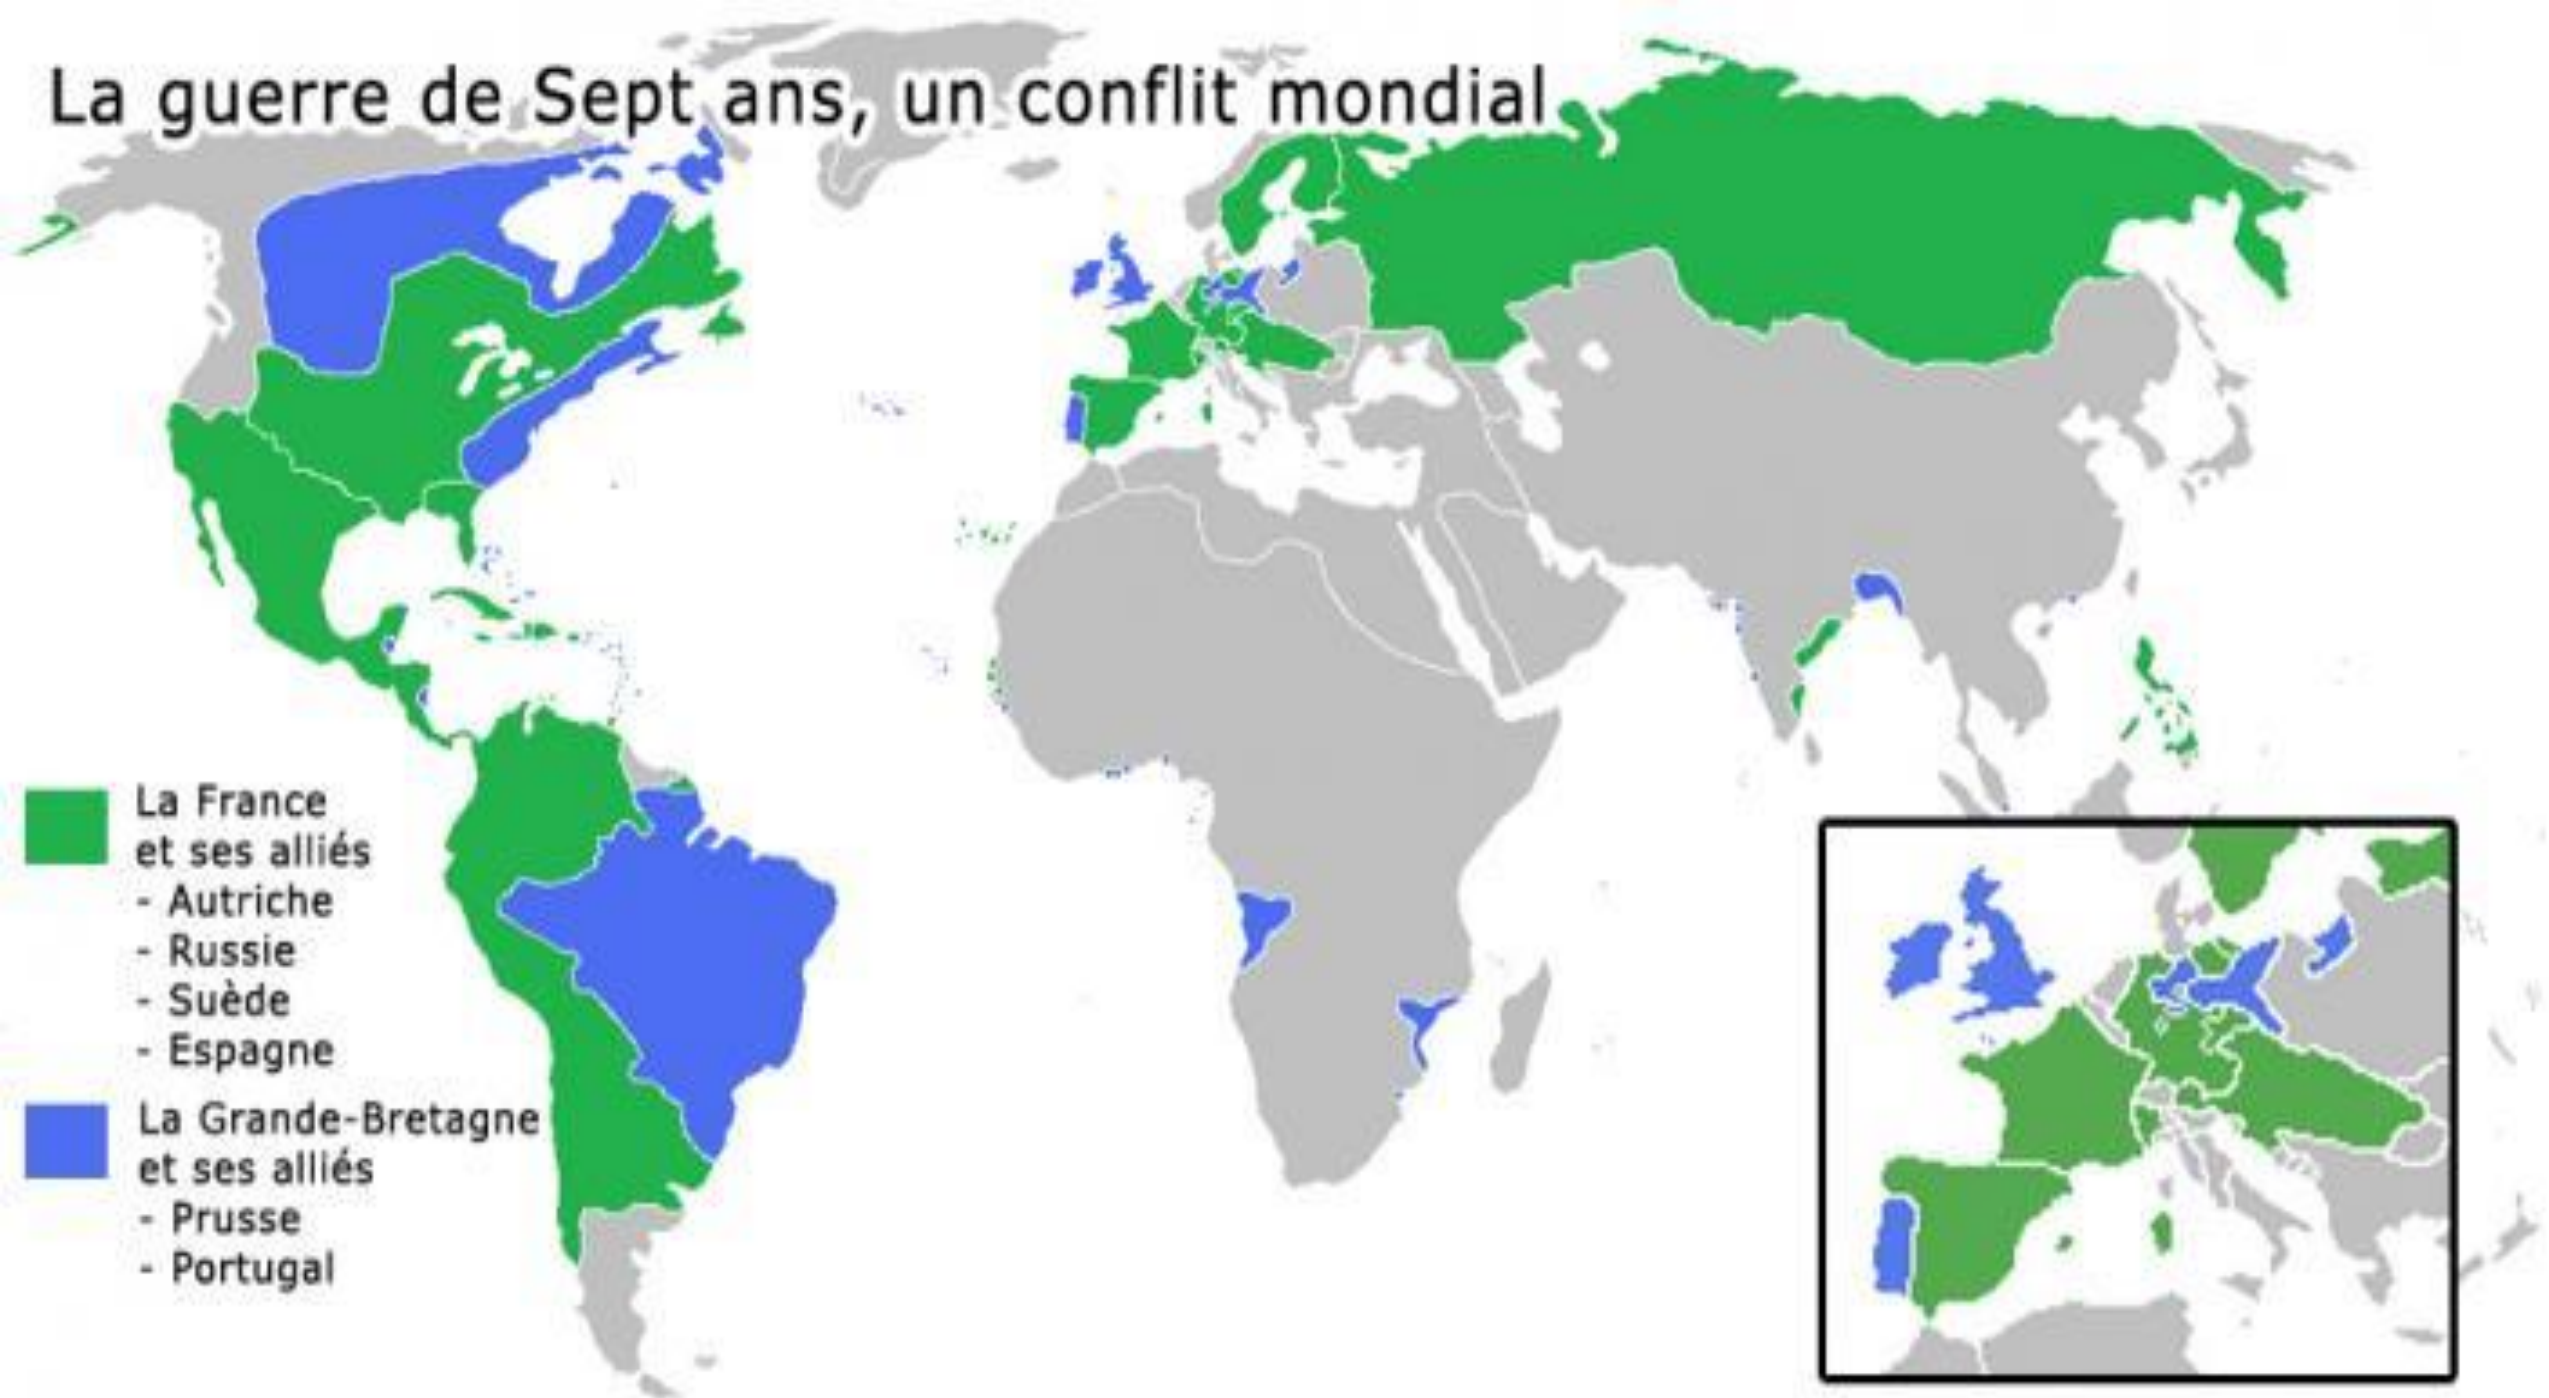 La guerre de Sept ans, un conflit mondial
La France
et ses alliés
- Autriche
- Russie
- Suède
- Espagne
La Grande-Bretagne
et ses alliés
- Prusse
- Portugal